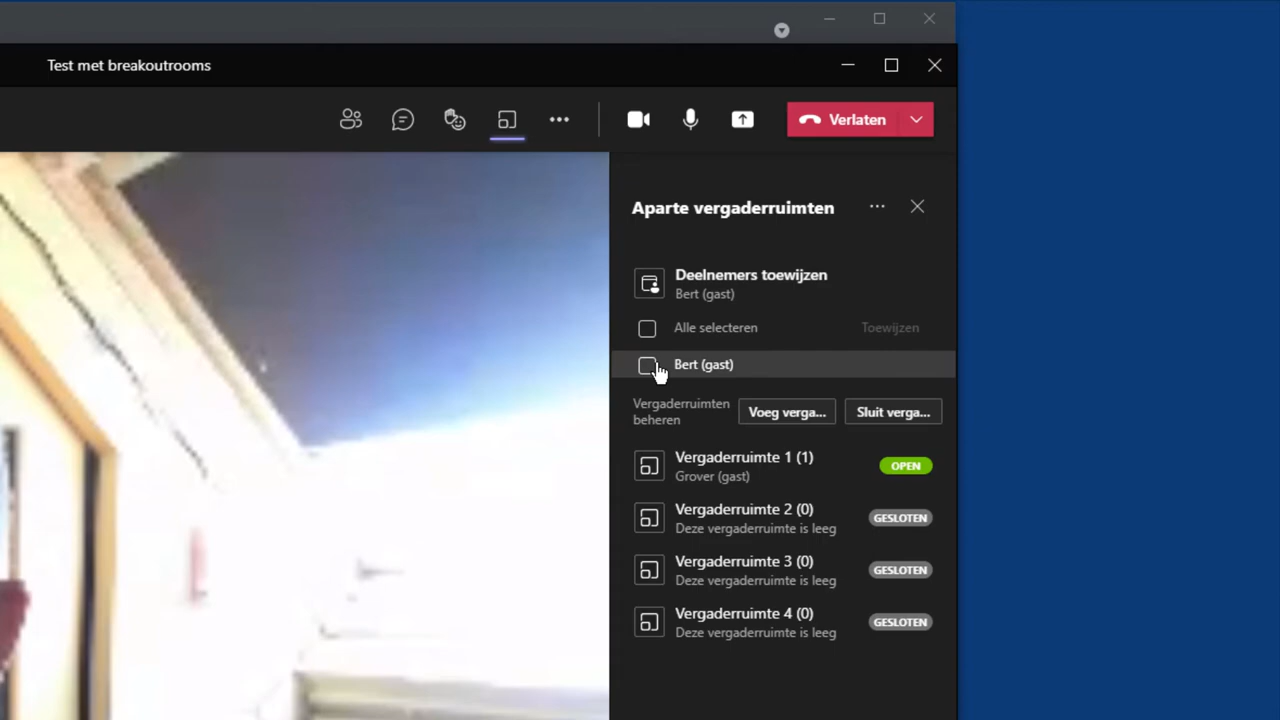 Test met breakoutrooms
Verlaten
Aparte vergaderruimten
Deelnemers toewijzen
Bert (gast)
Alle selecteren
Toewijzen
Bert (gast)
Vergaderruimten
beheren
Voeg verga...
Sluit verga...
Vergaderruimte 1 (1)
Grover (gast)
OPEN
Vergaderruimte 2 (0)
Deze vergaderruimte is leeg
GESLOTEN
Vergaderruimte 3 (0)
Deze vergaderruimte is leeg
GESLOTEN
Vergaderruimte 4 (0)
Deze vergaderruimte is leeg
GESLOTEN